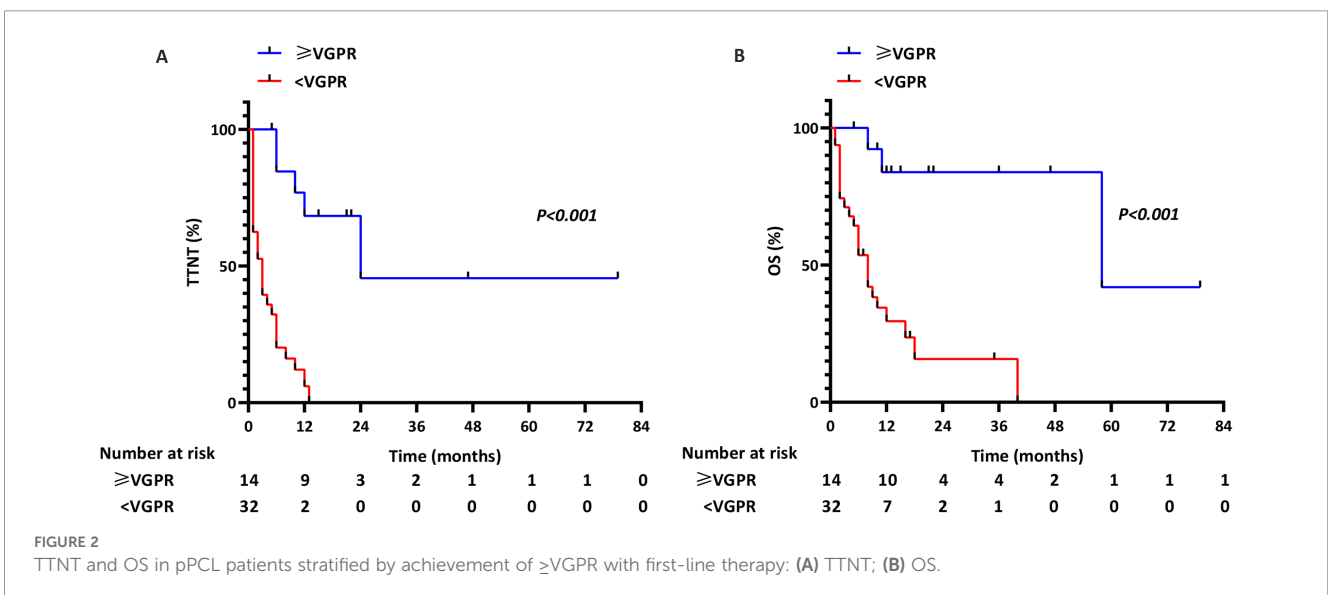 A
≥VGPR
<VGPR
100
50
0
TTNT (%)
P<0.001
0 12 24 36 48 60 72 84
Number at risk
Time (months)
≥VGPR 14 9 3 2 1 1 1 0
<VGPR 32 2 0 0 0 0 0 0
B
≥VGPR
<VGPR
100
50
0
OS (%)
P<0.001
0 12 24 36 48 60 72 84
Number at risk
Time (months)
≥VGPR 14 10 4 4 2 1 1 1
<VGPR 32 7 2 1 0 0 0 0
FIGURE 2
TTNT and OS in pPCL patients stratified by achievement of ≥VGPR with first-line therapy: (A) TTNT; (B) OS.